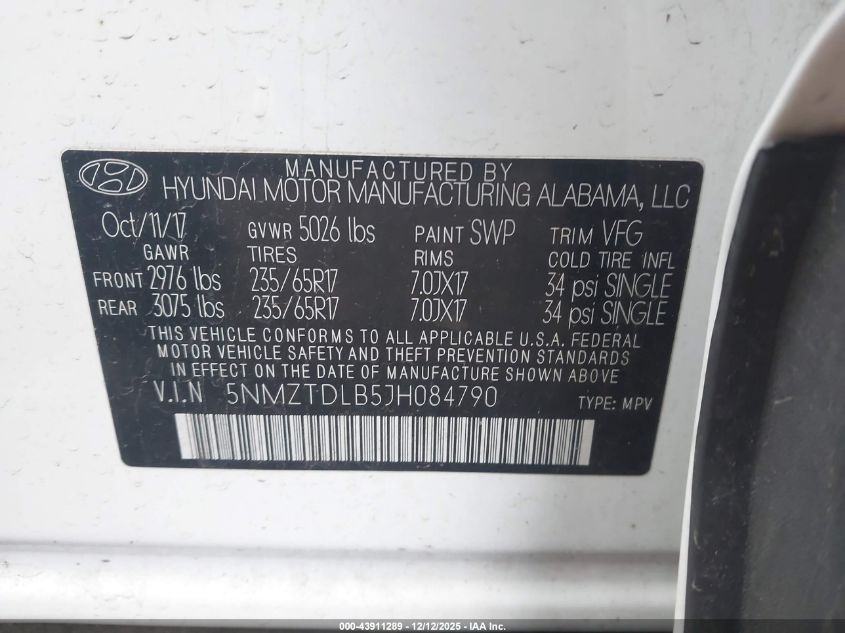 MANUFACTURED BY
HYUNDAI MOTOR MANUFACTURING ALABAMA, LLC
Oct/11/17 GVWR 5026 lbs PAINT SWP TRIM VFG
GAWR TIRES RIMS COLD TIRE INFL
FRONT 2976 lbs 235/65R17 7.0JX17 34 psi SINGLE
REAR 3075 lbs 235/65R17 7.0JX17 34 psi SINGLE
THIS VEHICLE CONFORMS TO ALL APPLICABLE U.S.A. FEDERAL
MOTOR VEHICLE SAFETY AND THEFT PREVENTION STANDARDS
IN EFFECT ON THE DATE OF MANUFACTURE SHOWN ABOVE
V.I.N 5NMZTDLB5JH084790 TYPE: MPV
000-43911289 - 12/12/2025 - IAA Inc.